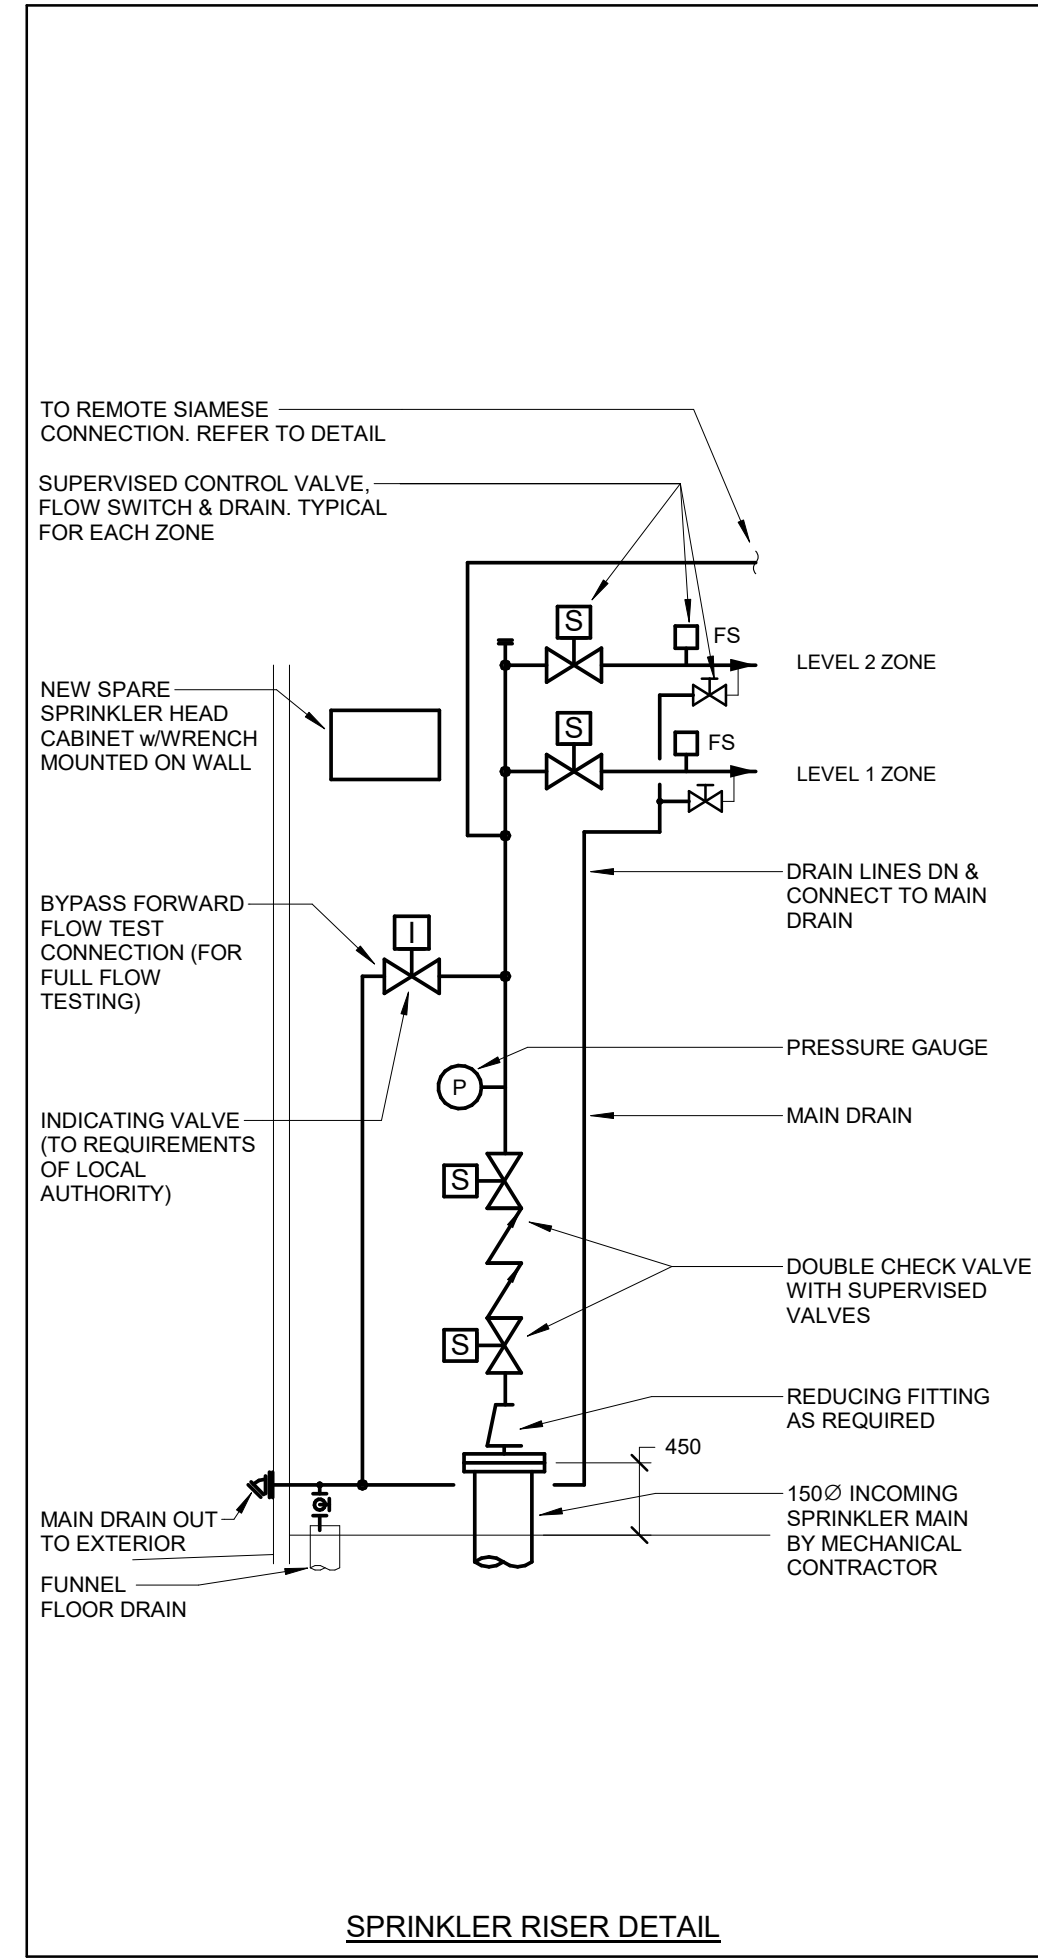 TO REMOTE SIAMESE
CONNECTION. REFER TO DETAIL
SUPERVISED CONTROL VALVE,
FLOW SWITCH & DRAIN. TYPICAL
FOR EACH ZONE
S
FS
LEVEL 2 ZONE
NEW SPARE
SPRINKLER HEAD
CABINET w/WRENCH
MOUNTED ON WALL
S
FS
LEVEL 1 ZONE
DRAIN LINES DN &
CONNECT TO MAIN
DRAIN
BYPASS FORWARD
FLOW TEST
CONNECTION (FOR
FULL FLOW
TESTING)
I
PRESSURE GAUGE
P
MAIN DRAIN
INDICATING VALVE
(TO REQUIREMENTS
OF LOCAL
AUTHORITY)
S
DOUBLE CHECK VALVE
WITH SUPERVISED
VALVES
S
REDUCING FITTING
AS REQUIRED
450
150Ø INCOMING
SPRINKLER MAIN
BY MECHANICAL
CONTRACTOR
MAIN DRAIN OUT
TO EXTERIOR
FUNNEL
FLOOR DRAIN
SPRINKLER RISER DETAIL